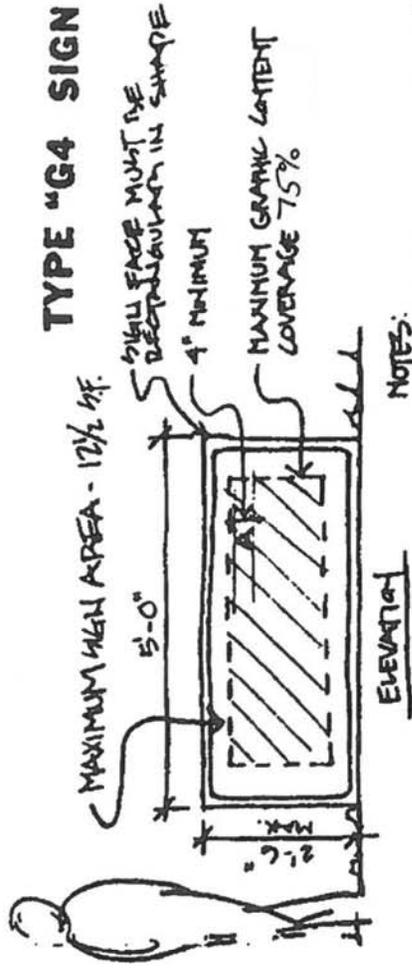 TYPE "G4 SIGN
MAXIMUM SIGN AREA - 12½ S.F.
SIGN FACE MUST BE
RECTANGULAR IN SHAPE
5'-0"
4" MINIMUM
MAXIMUM GRAPHIC CONTENT
COVERAGE 75%
2'-6"
MAX.
ELEVATION
NOTES: